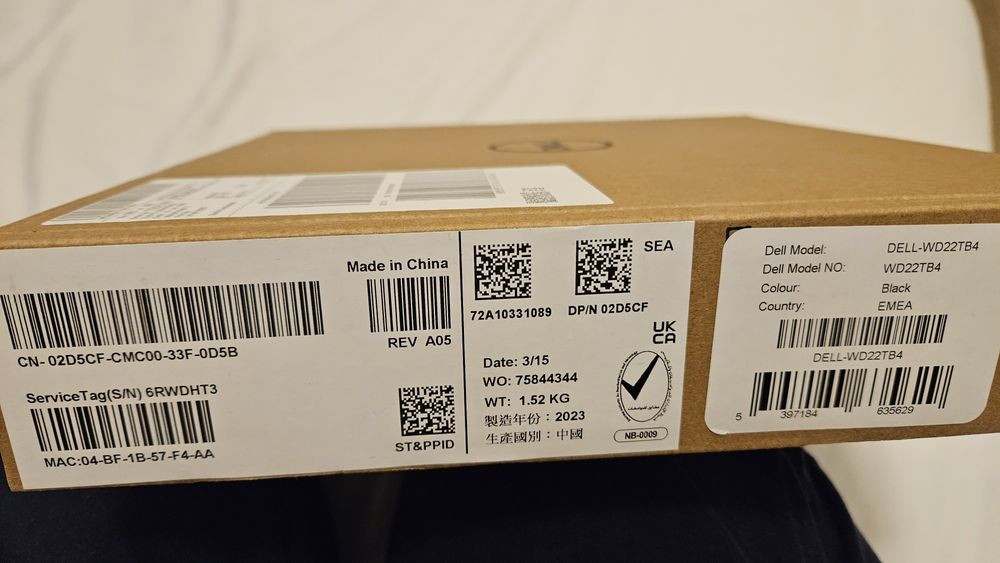 Made in China
CN- 02D5CF-CMC00-33F-0D5B
REV A05
ServiceTag(S/N) 6RWDHT3
MAC:04-BF-1B-57-F4-AA
ST&PPID
SEA
72A10331089
DP/N 02D5CF
UK
CA
Date: 3/15
WO: 75844344
WT: 1.52 KG
製造年份：2023
生產國別：中國
NB-0009
Dell Model: DELL-WD22TB4
Dell Model NO: WD22TB4
Colour: Black
Country: EMEA
DELL-WD22TB4
5 397184 635629